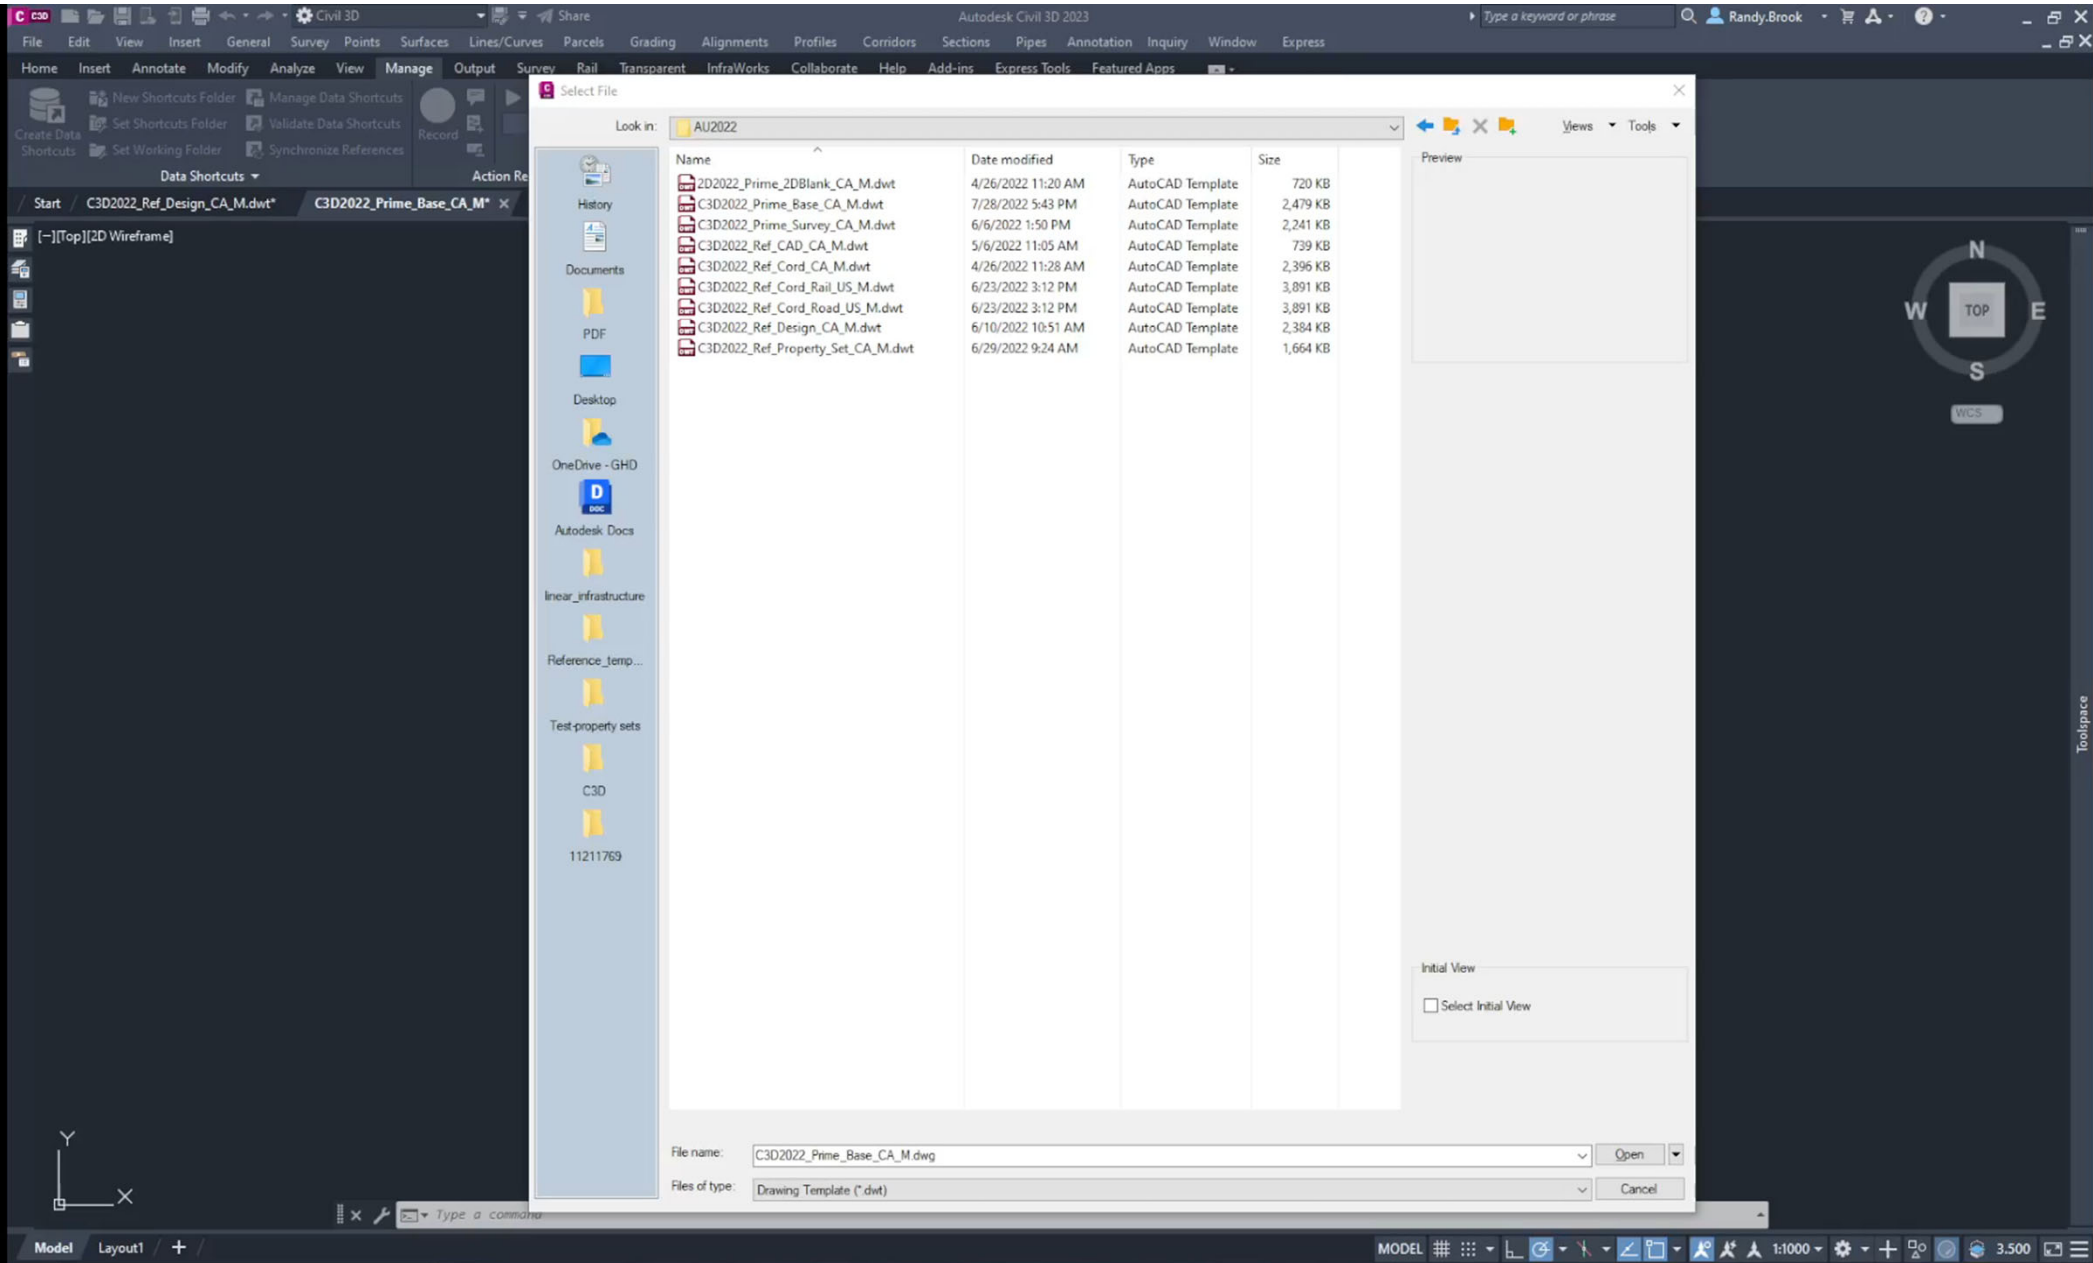 C C3D Civil 3D Share Autodesk Civil 3D 2023 Type a keyword or phrase Randy.Brook
File Edit View Insert General Survey Points Surfaces Lines/Curves Parcels Grading Alignments Profiles Corridors Sections Pipes Annotation Inquiry Window Express
Home Insert Annotate Modify Analyze View Manage Output Survey Rail Transparent InfraWorks Collaborate Help Add-ins Express Tools Featured Apps
Create Data Shortcuts
New Shortcuts Folder Manage Data Shortcuts
Set Shortcuts Folder Validate Data Shortcuts
Set Working Folder Synchronize References
Record
Data Shortcuts Action Re
Start C3D2022_Ref_Design_CA_M.dwt* C3D2022_Prime_Base_CA_M*
[−][Top][2D Wireframe]
Select File
Look in: AU2022 Views Tools
Name Date modified Type Size
2D2022_Prime_2DBlank_CA_M.dwt 4/26/2022 11:20 AM AutoCAD Template 720 KB
C3D2022_Prime_Base_CA_M.dwt 7/28/2022 5:43 PM AutoCAD Template 2,479 KB
C3D2022_Prime_Survey_CA_M.dwt 6/6/2022 1:50 PM AutoCAD Template 2,241 KB
C3D2022_Ref_CAD_CA_M.dwt 5/6/2022 11:05 AM AutoCAD Template 739 KB
C3D2022_Ref_Cord_CA_M.dwt 4/26/2022 11:28 AM AutoCAD Template 2,396 KB
C3D2022_Ref_Cord_Rail_US_M.dwt 6/23/2022 3:12 PM AutoCAD Template 3,891 KB
C3D2022_Ref_Cord_Road_US_M.dwt 6/23/2022 3:12 PM AutoCAD Template 3,891 KB
C3D2022_Ref_Design_CA_M.dwt 6/10/2022 10:51 AM AutoCAD Template 2,384 KB
C3D2022_Ref_Property_Set_CA_M.dwt 6/29/2022 9:24 AM AutoCAD Template 1,664 KB
History
Documents
PDF
Desktop
OneDrive - GHD
D
DOC
Autodesk Docs
linear_infrastructure
Reference_temp...
Test-property sets
C3D
11211769
Preview
Initial View
Select Initial View
File name: C3D2022_Prime_Base_CA_M.dwg Open
Files of type: Drawing Template (*.dwt) Cancel
N
W TOP E
S
WCS
Toolspace
Y
X
Type a command
Model Layout1 MODEL 1:1000 3.500